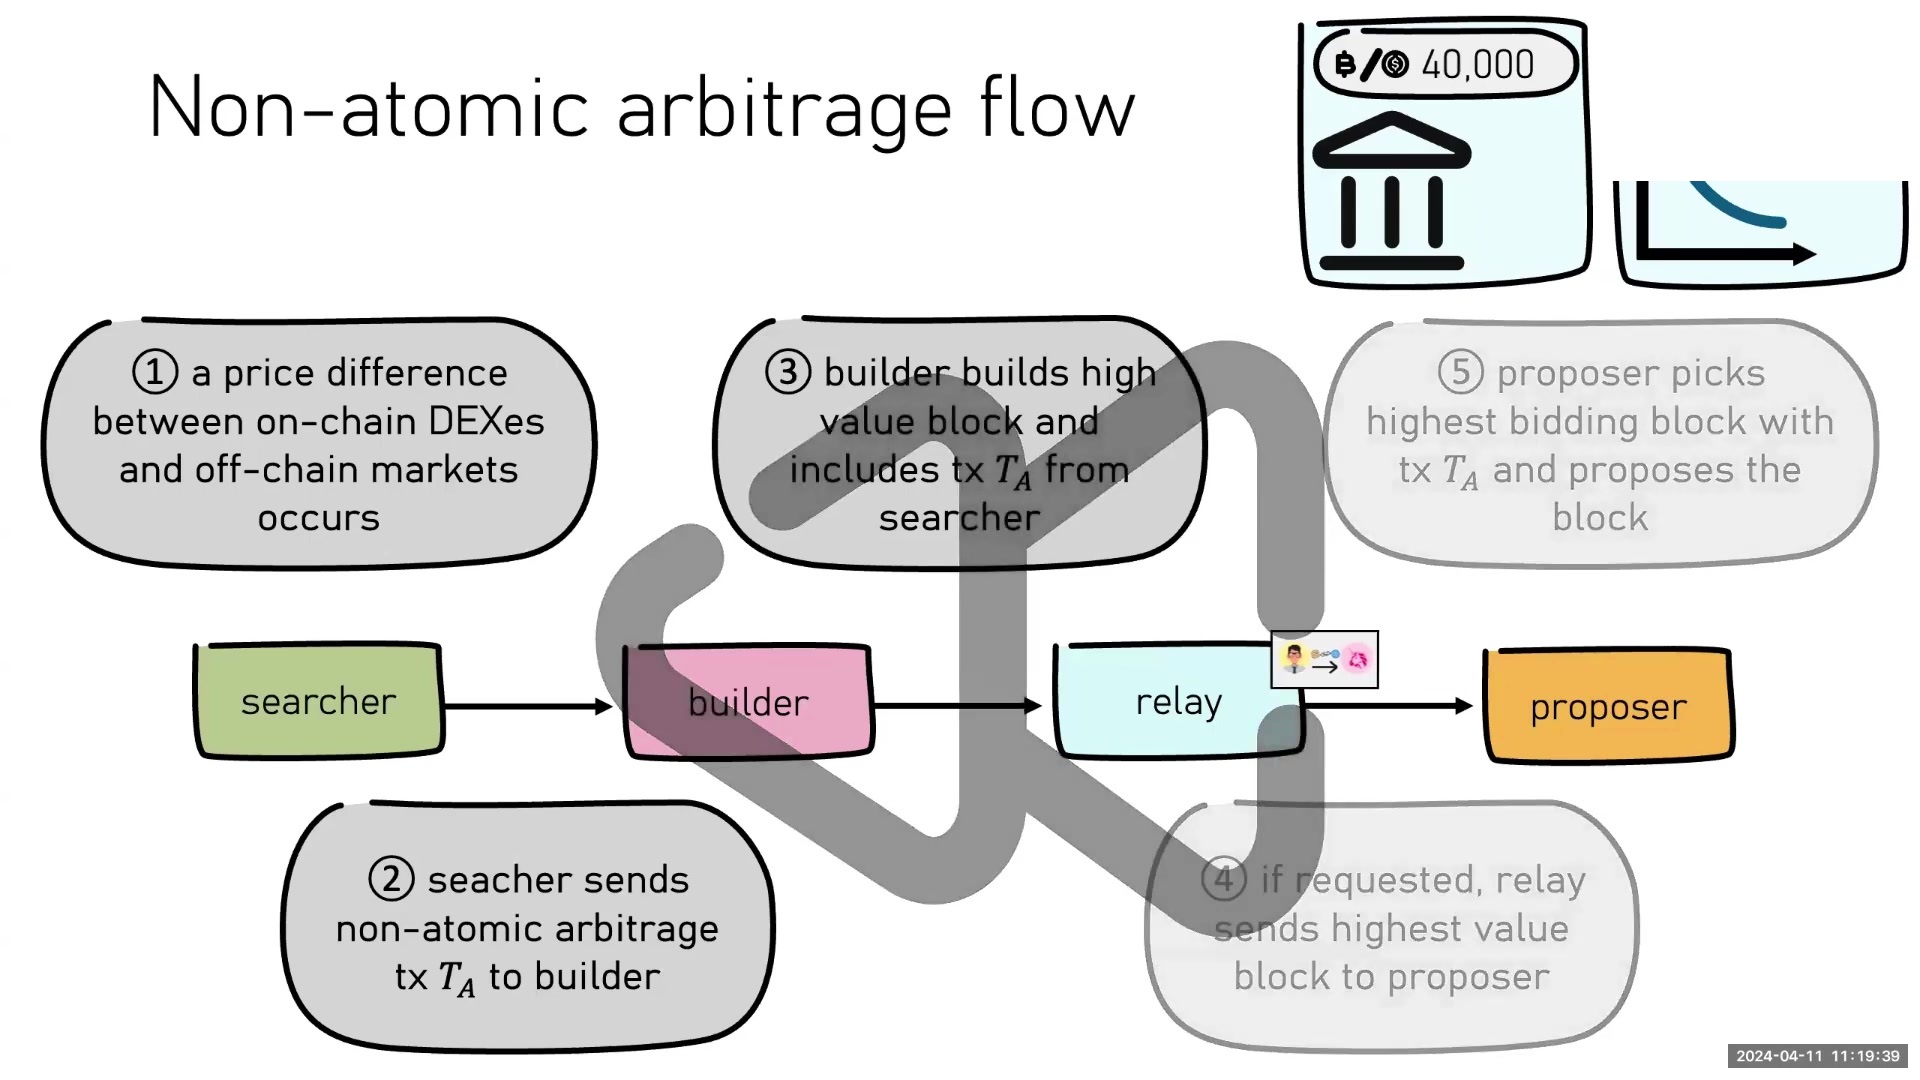 Non-atomic arbitrage flow
₿/$ 40,000
① a price difference
between on-chain DEXes
and off-chain markets
occurs
③ builder builds high
value block and
includes tx T_A from
searcher
⑤ proposer picks
highest bidding block with
tx T_A and proposes the
block
searcher
builder
relay
proposer
② seacher sends
non-atomic arbitrage
tx T_A to builder
④ if requested, relay
sends highest value
block to proposer
2024-04-11 11:19:39